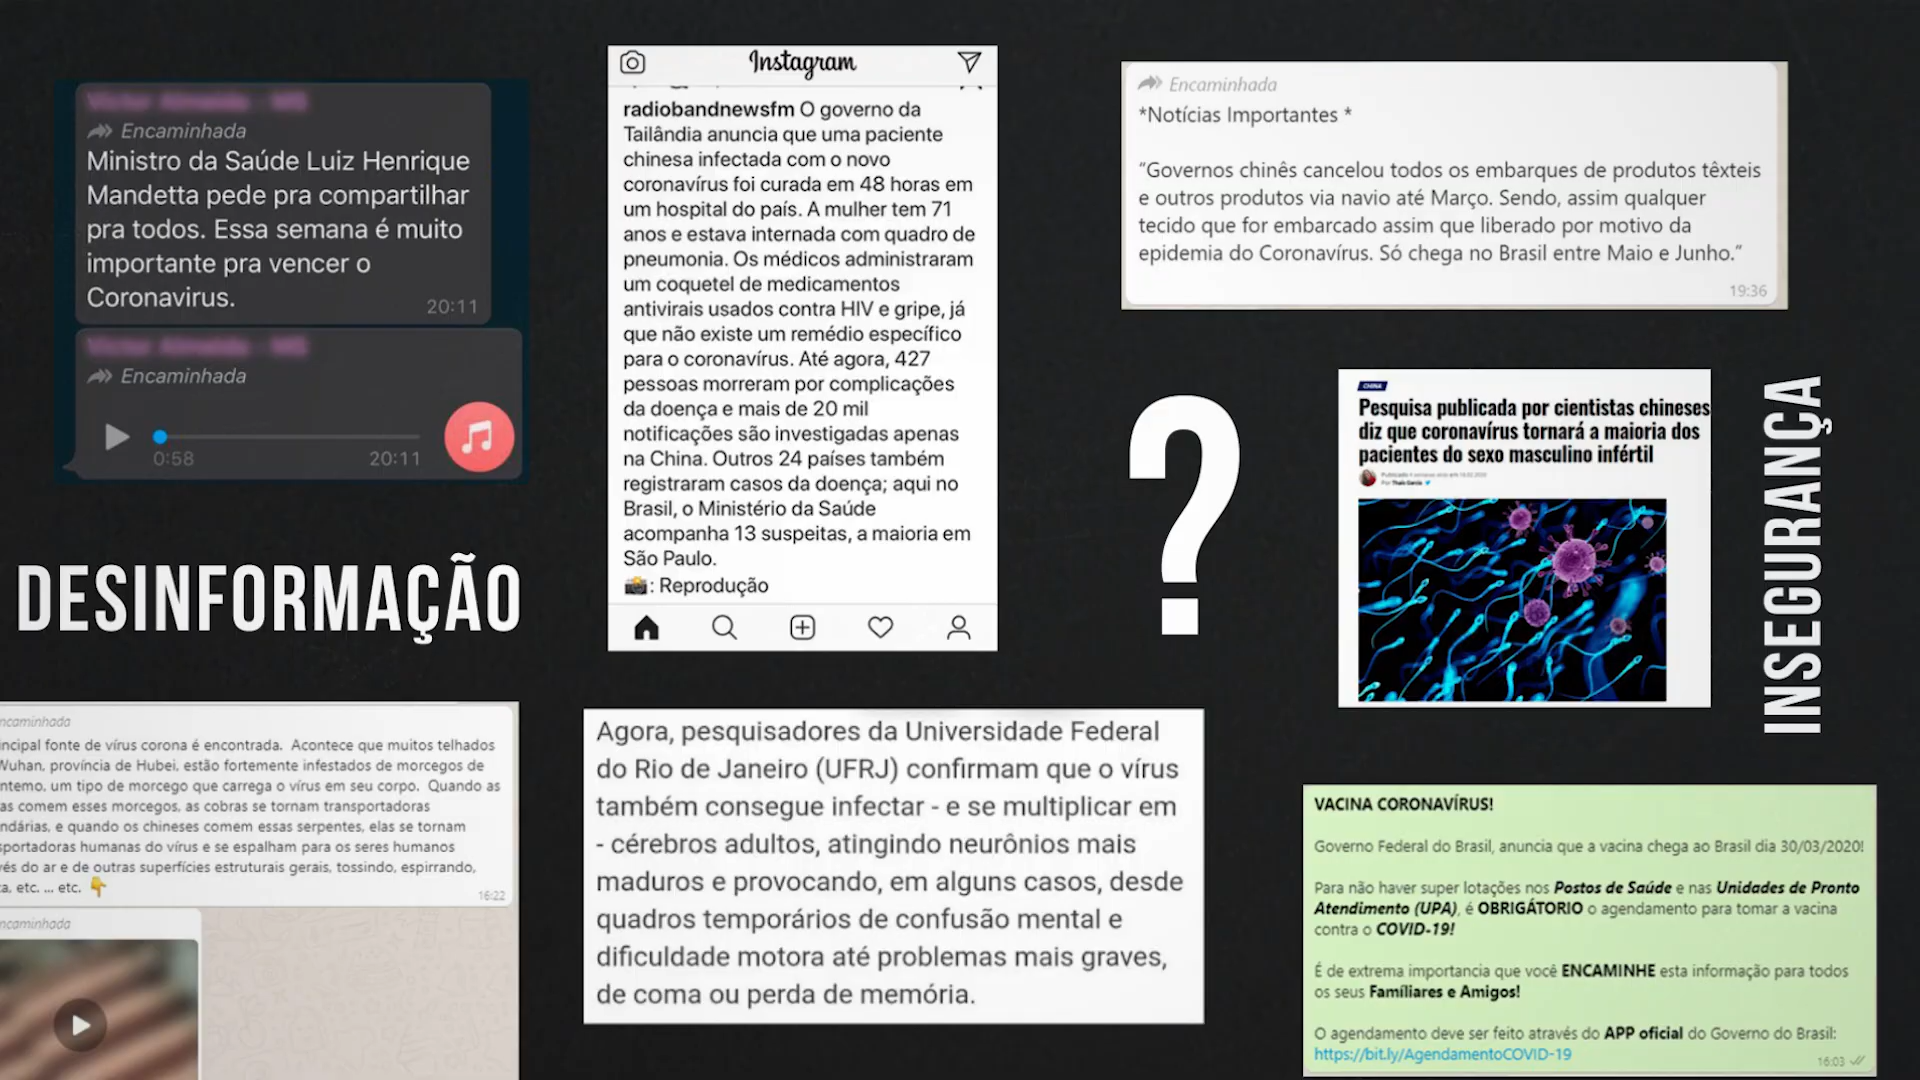 Encaminhada
Ministro da Saúde Luiz Henrique
Mandetta pede pra compartilhar
pra todos. Essa semana é muito
importante pra vencer o
Coronavirus.
20:11
Encaminhada
0:58
20:11
DESINFORMAÇÃO
ncaminhada
incipal fonte de vírus corona é encontrada. Acontece que muitos telhados
Wuhan, província de Hubei, estão fortemente infestados de morcegos de
ntemo, um tipo de morcego que carrega o vírus em seu corpo. Quando as
as comem esses morcegos, as cobras se tornam transportadoras
ndárias, e quando os chineses comem essas serpentes, elas se tornam
sportadoras humanas do vírus e se espalham para os seres humanos
vés do ar e de outras superfícies estruturais gerais, tossindo, espirrando,
a, etc. ... etc. 👇
16:22
ncaminhada
Instagram
radiobandnewsfm O governo da
Tailândia anuncia que uma paciente
chinesa infectada com o novo
coronavírus foi curada em 48 horas em
um hospital do país. A mulher tem 71
anos e estava internada com quadro de
pneumonia. Os médicos administraram
um coquetel de medicamentos
antivirais usados contra HIV e gripe, já
que não existe um remédio específico
para o coronavírus. Até agora, 427
pessoas morreram por complicações
da doença e mais de 20 mil
notificações são investigadas apenas
na China. Outros 24 países também
registraram casos da doença; aqui no
Brasil, o Ministério da Saúde
acompanha 13 suspeitas, a maioria em
São Paulo.
📸: Reprodução
Agora, pesquisadores da Universidade Federal
do Rio de Janeiro (UFRJ) confirmam que o vírus
também consegue infectar - e se multiplicar em
- cérebros adultos, atingindo neurônios mais
maduros e provocando, em alguns casos, desde
quadros temporários de confusão mental e
dificuldade motora até problemas mais graves,
de coma ou perda de memória.
Encaminhada
*Notícias Importantes *
“Governos chinês cancelou todos os embarques de produtos têxteis
e outros produtos via navio até Março. Sendo, assim qualquer
tecido que for embarcado assim que liberado por motivo da
epidemia do Coronavírus. Só chega no Brasil entre Maio e Junho.”
19:36
?
CHINA
Pesquisa publicada por cientistas chineses
diz que coronavírus tornará a maioria dos
pacientes do sexo masculino infértil
Por Thaís Garcia
INSEGURANÇA
VACINA CORONAVÍRUS!
Governo Federal do Brasil, anuncia que a vacina chega ao Brasil dia 30/03/2020!
Para não haver super lotações nos Postos de Saúde e nas Unidades de Pronto
Atendimento (UPA), é OBRIGÁTORIO o agendamento para tomar a vacina
contra o COVID-19!
É de extrema importancia que você ENCAMINHE esta informação para todos
os seus Famíliares e Amigos!
O agendamento deve ser feito através do APP oficial do Governo do Brasil:
https://bit.ly/AgendamentoCOVID-19
16:03